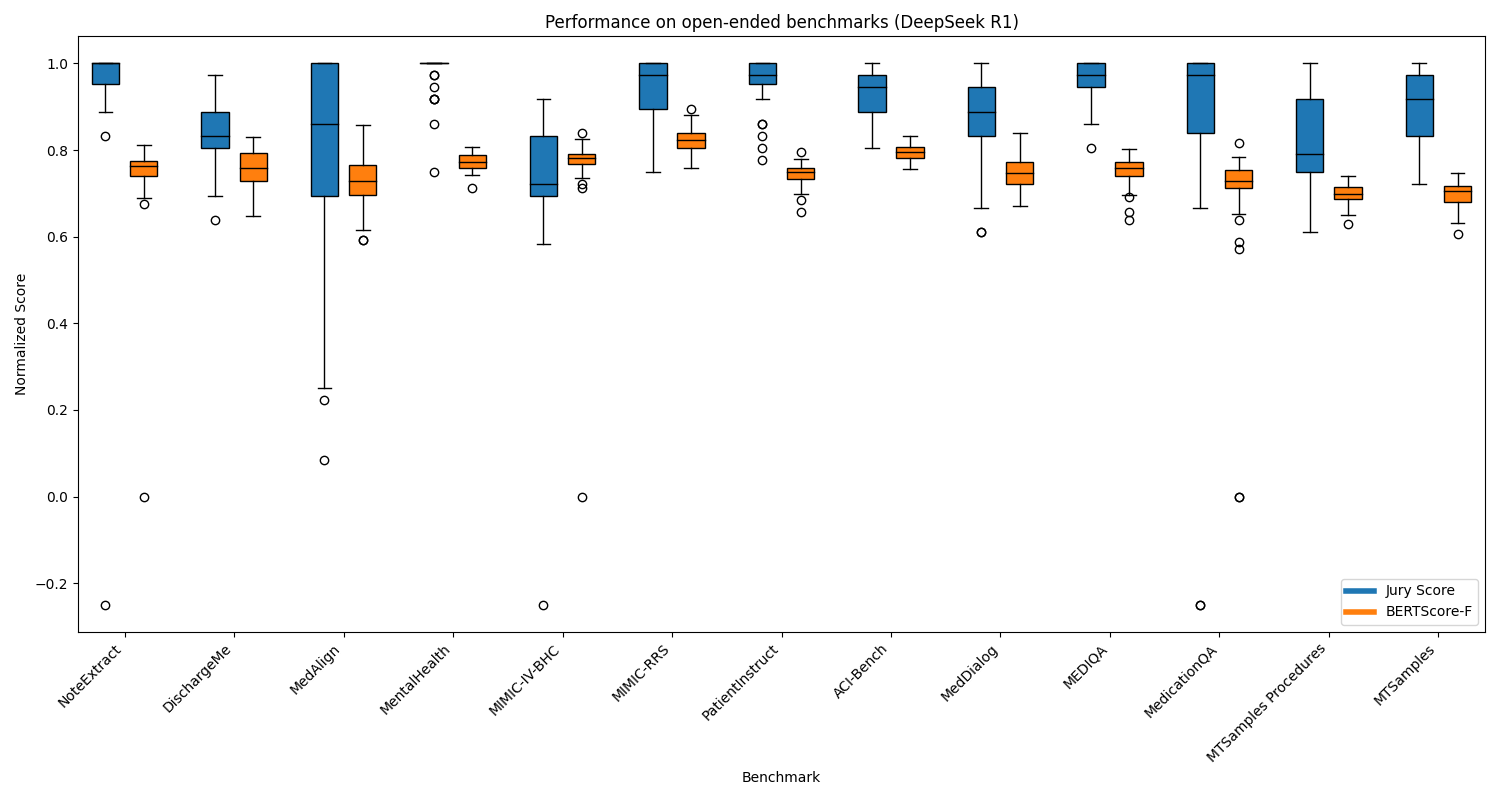 Performance on open-ended benchmarks (DeepSeek R1)
Normalized Score
1.0
0.8
0.6
0.4
0.2
0.0
−0.2
Jury Score
BERTScore-F
NoteExtract
DischargeMe
MedAlign
MentalHealth
MIMIC-IV-BHC
MIMIC-RRS
PatientInstruct
ACI-Bench
MedDialog
MEDIQA
MedicationQA
MTSamples Procedures
MTSamples
Benchmark